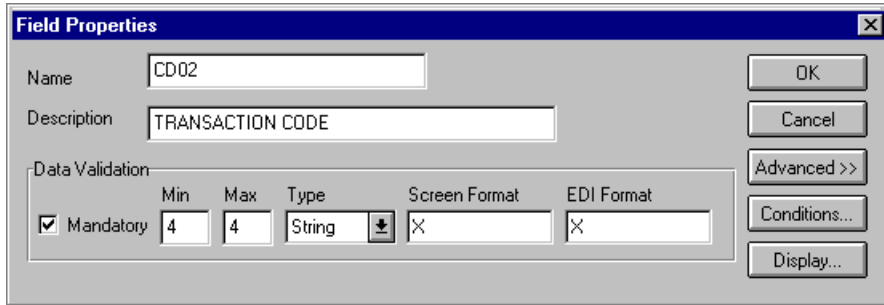 Field Properties
Name CD02 OK
Description TRANSACTION CODE Cancel
Data Validation Advanced >>
Min Max Type Screen Format EDI Format
Mandatory 4 4 String X X Conditions...
Display...